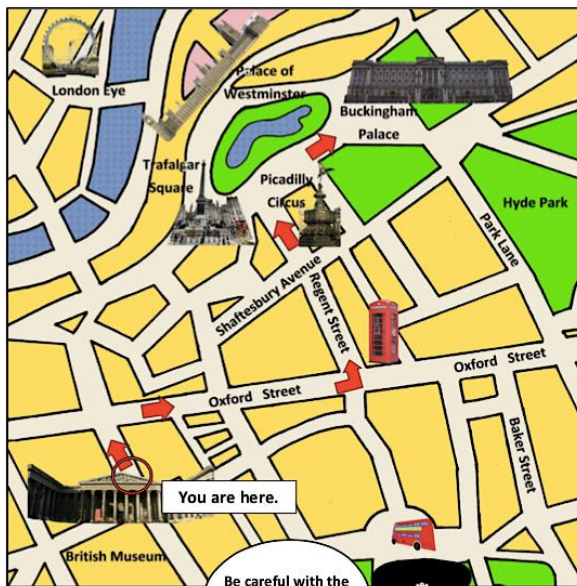 London Eye
Palace of
Westminster
Buckingham
Palace
Trafalgar
Square
Picadilly
Circus
Hyde Park
Park Lane
Shaftesbury Avenue
Regent Street
Oxford Street
Oxford Street
Baker Street
You are here.
British Museum
Be careful with the